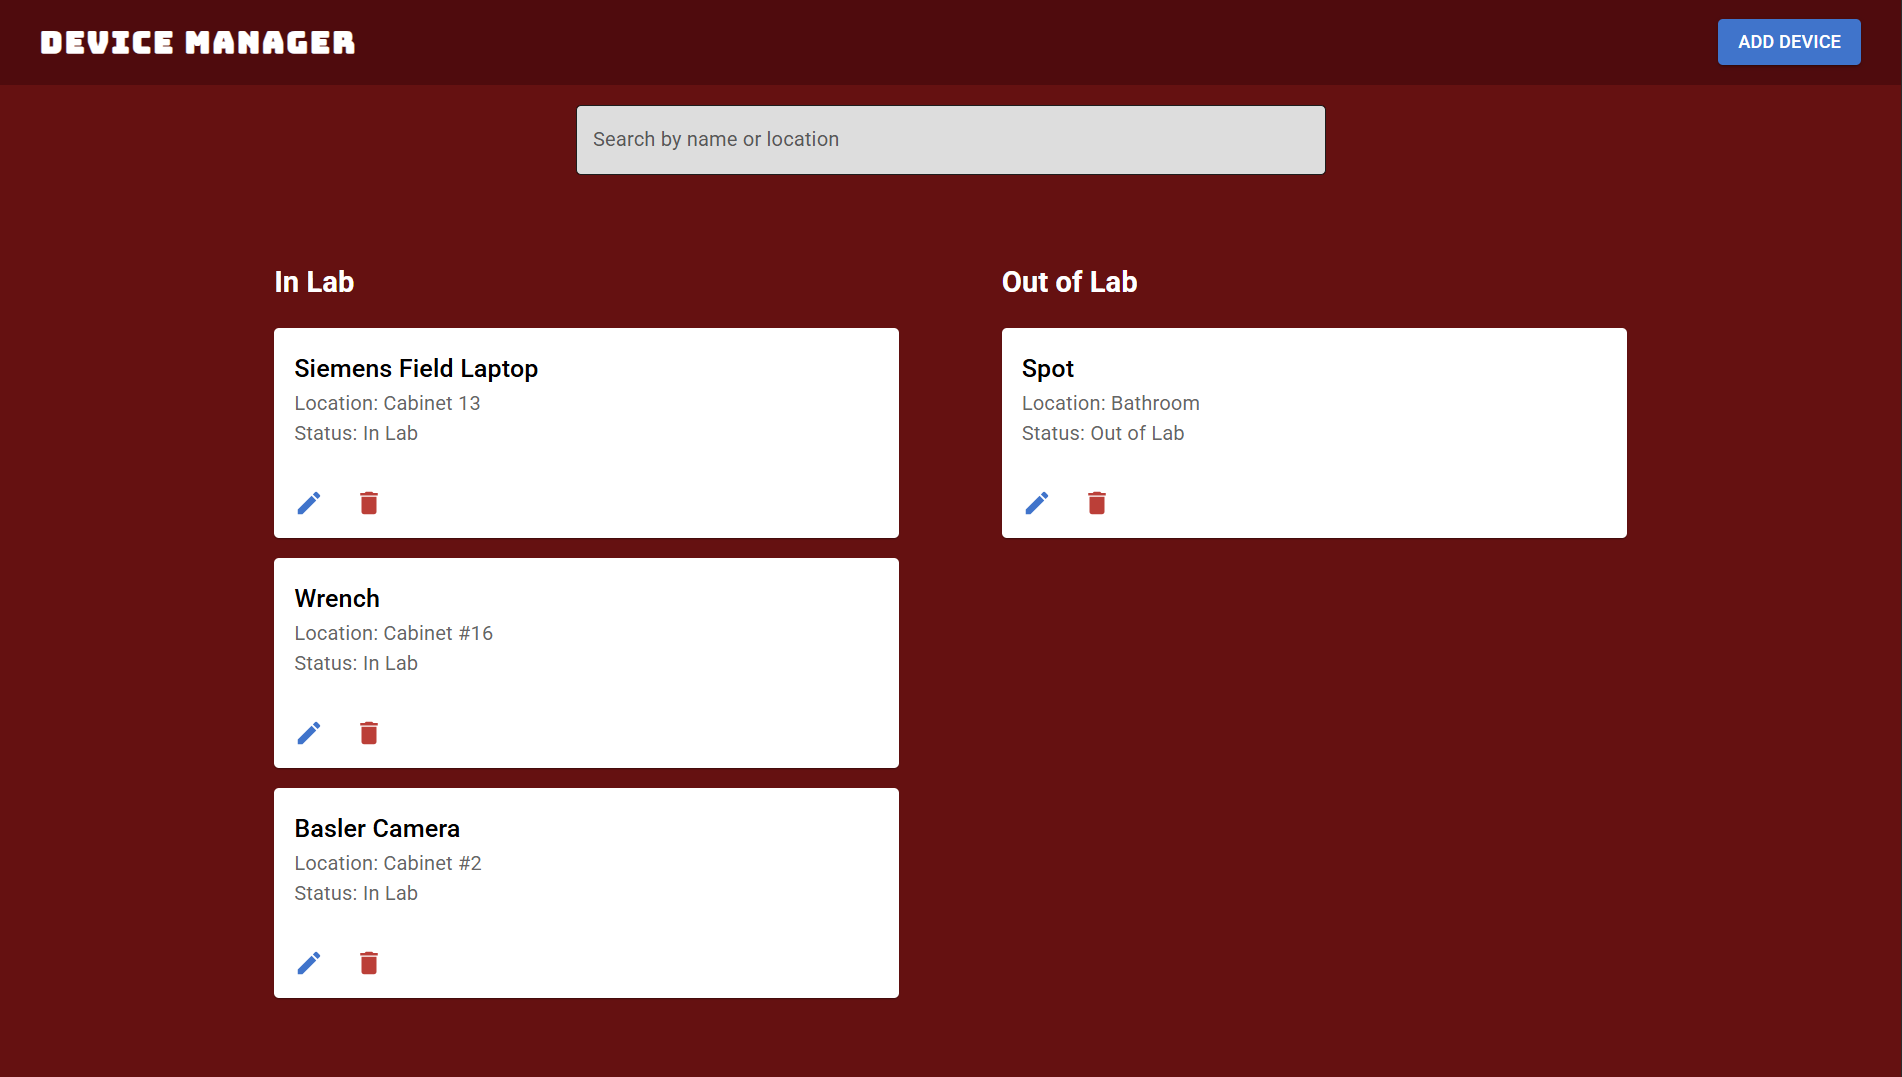 DEVICE MANAGER
ADD DEVICE
Search by name or location
In Lab
Siemens Field Laptop
Location: Cabinet 13
Status: In Lab
Wrench
Location: Cabinet #16
Status: In Lab
Basler Camera
Location: Cabinet #2
Status: In Lab
Out of Lab
Spot
Location: Bathroom
Status: Out of Lab